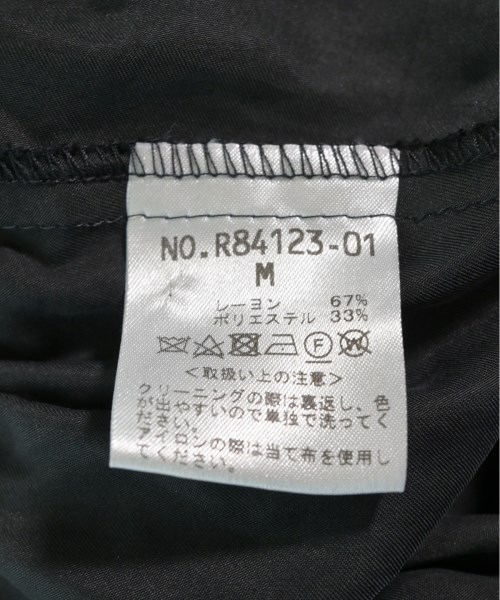 NO.R84123-01
M
レーヨン 67%
ポリエステル 33%
F W
<取扱い上の注意>
クリーニングの際は裏返し、色
が出やすいので単独で洗ってく
ださい。
アイロンの際は当て布を使用し
てください。